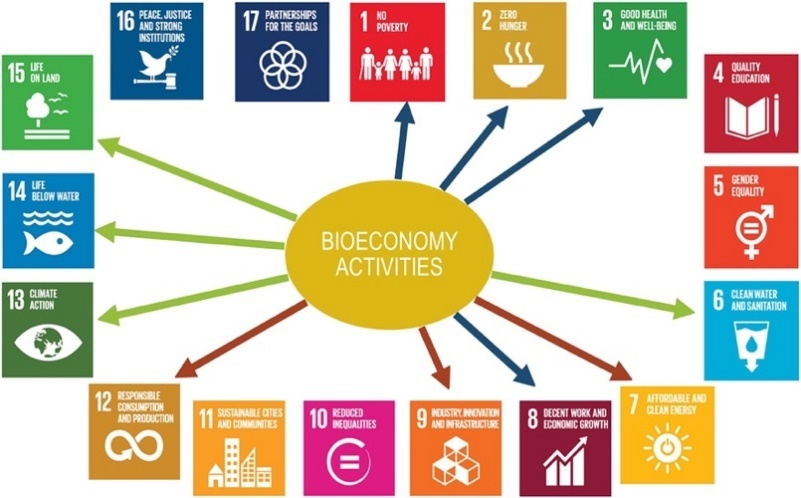 16 PEACE, JUSTICE
AND STRONG
INSTITUTIONS
17 PARTNERSHIPS
FOR THE GOALS
1 NO
POVERTY
2 ZERO
HUNGER
3 GOOD HEALTH
AND WELL-BEING
15 LIFE
ON LAND
4 QUALITY
EDUCATION
14 LIFE
BELOW WATER
5 GENDER
EQUALITY
BIOECONOMY
ACTIVITIES
13 CLIMATE
ACTION
6 CLEAN WATER
AND SANITATION
12 RESPONSIBLE
CONSUMPTION
AND PRODUCTION
11 SUSTAINABLE CITIES
AND COMMUNITIES
10 REDUCED
INEQUALITIES
9 INDUSTRY, INNOVATION
AND INFRASTRUCTURE
8 DECENT WORK AND
ECONOMIC GROWTH
7 AFFORDABLE AND
CLEAN ENERGY